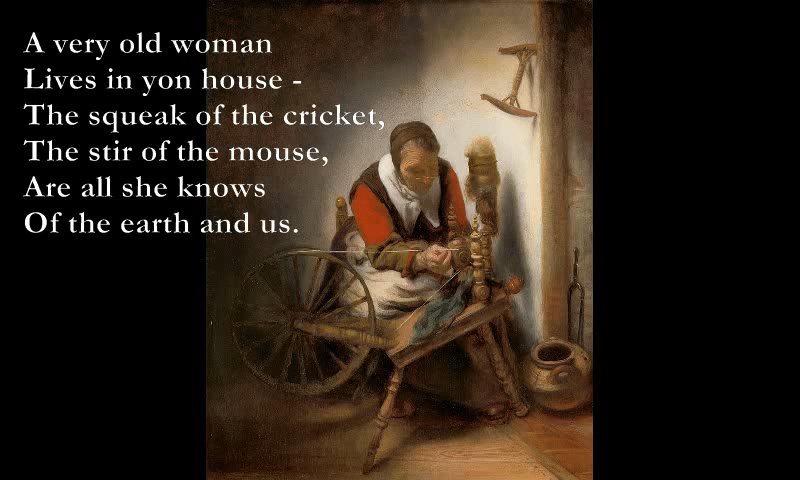 A very old woman
Lives in yon house -
The squeak of the cricket,
The stir of the mouse,
Are all she knows
Of the earth and us.